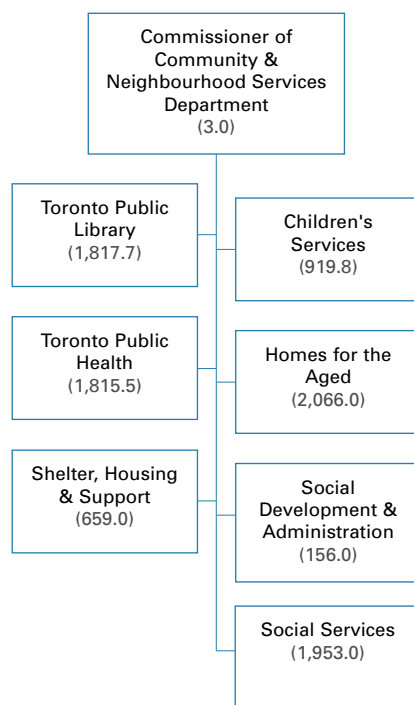 Commissioner of
Community &
Neighbourhood Services
Department
(3.0)
Toronto Public
Library
(1,817.7)
Children's
Services
(919.8)
Toronto Public
Health
(1,815.5)
Homes for the
Aged
(2,066.0)
Shelter, Housing
& Support
(659.0)
Social
Development &
Administration
(156.0)
Social Services
(1,953.0)